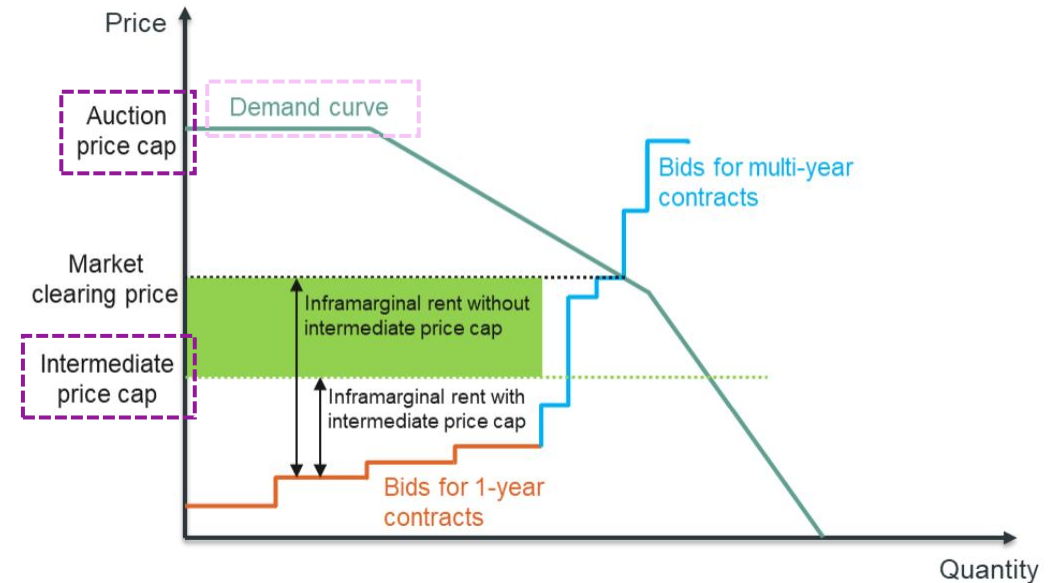 Price
Demand curve
Auction
price cap
Bids for multi-year
contracts
Market
clearing price
Inframarginal rent without
intermediate price cap
Intermediate
price cap
Inframarginal rent with
intermediate price cap
Bids for 1-year
contracts
Quantity